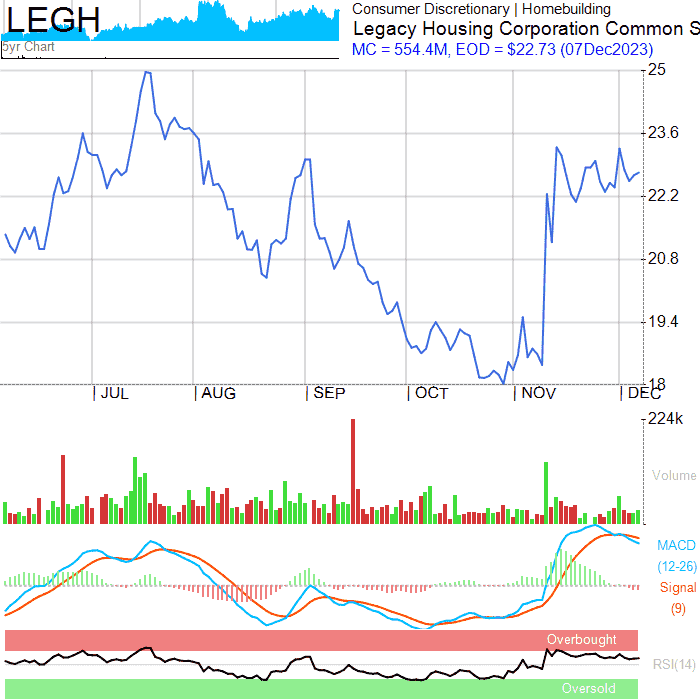 LEGH
5yr Chart
Consumer Discretionary | Homebuilding
Legacy Housing Corporation Common S
MC = 554.4M, EOD = $22.73 (07Dec2023)
25
23.6
22.2
20.8
19.4
18
JUL AUG SEP OCT NOV DEC
224k
Volume
MACD
(12-26)
Signal
(9)
Overbought
RSI(14)
Oversold